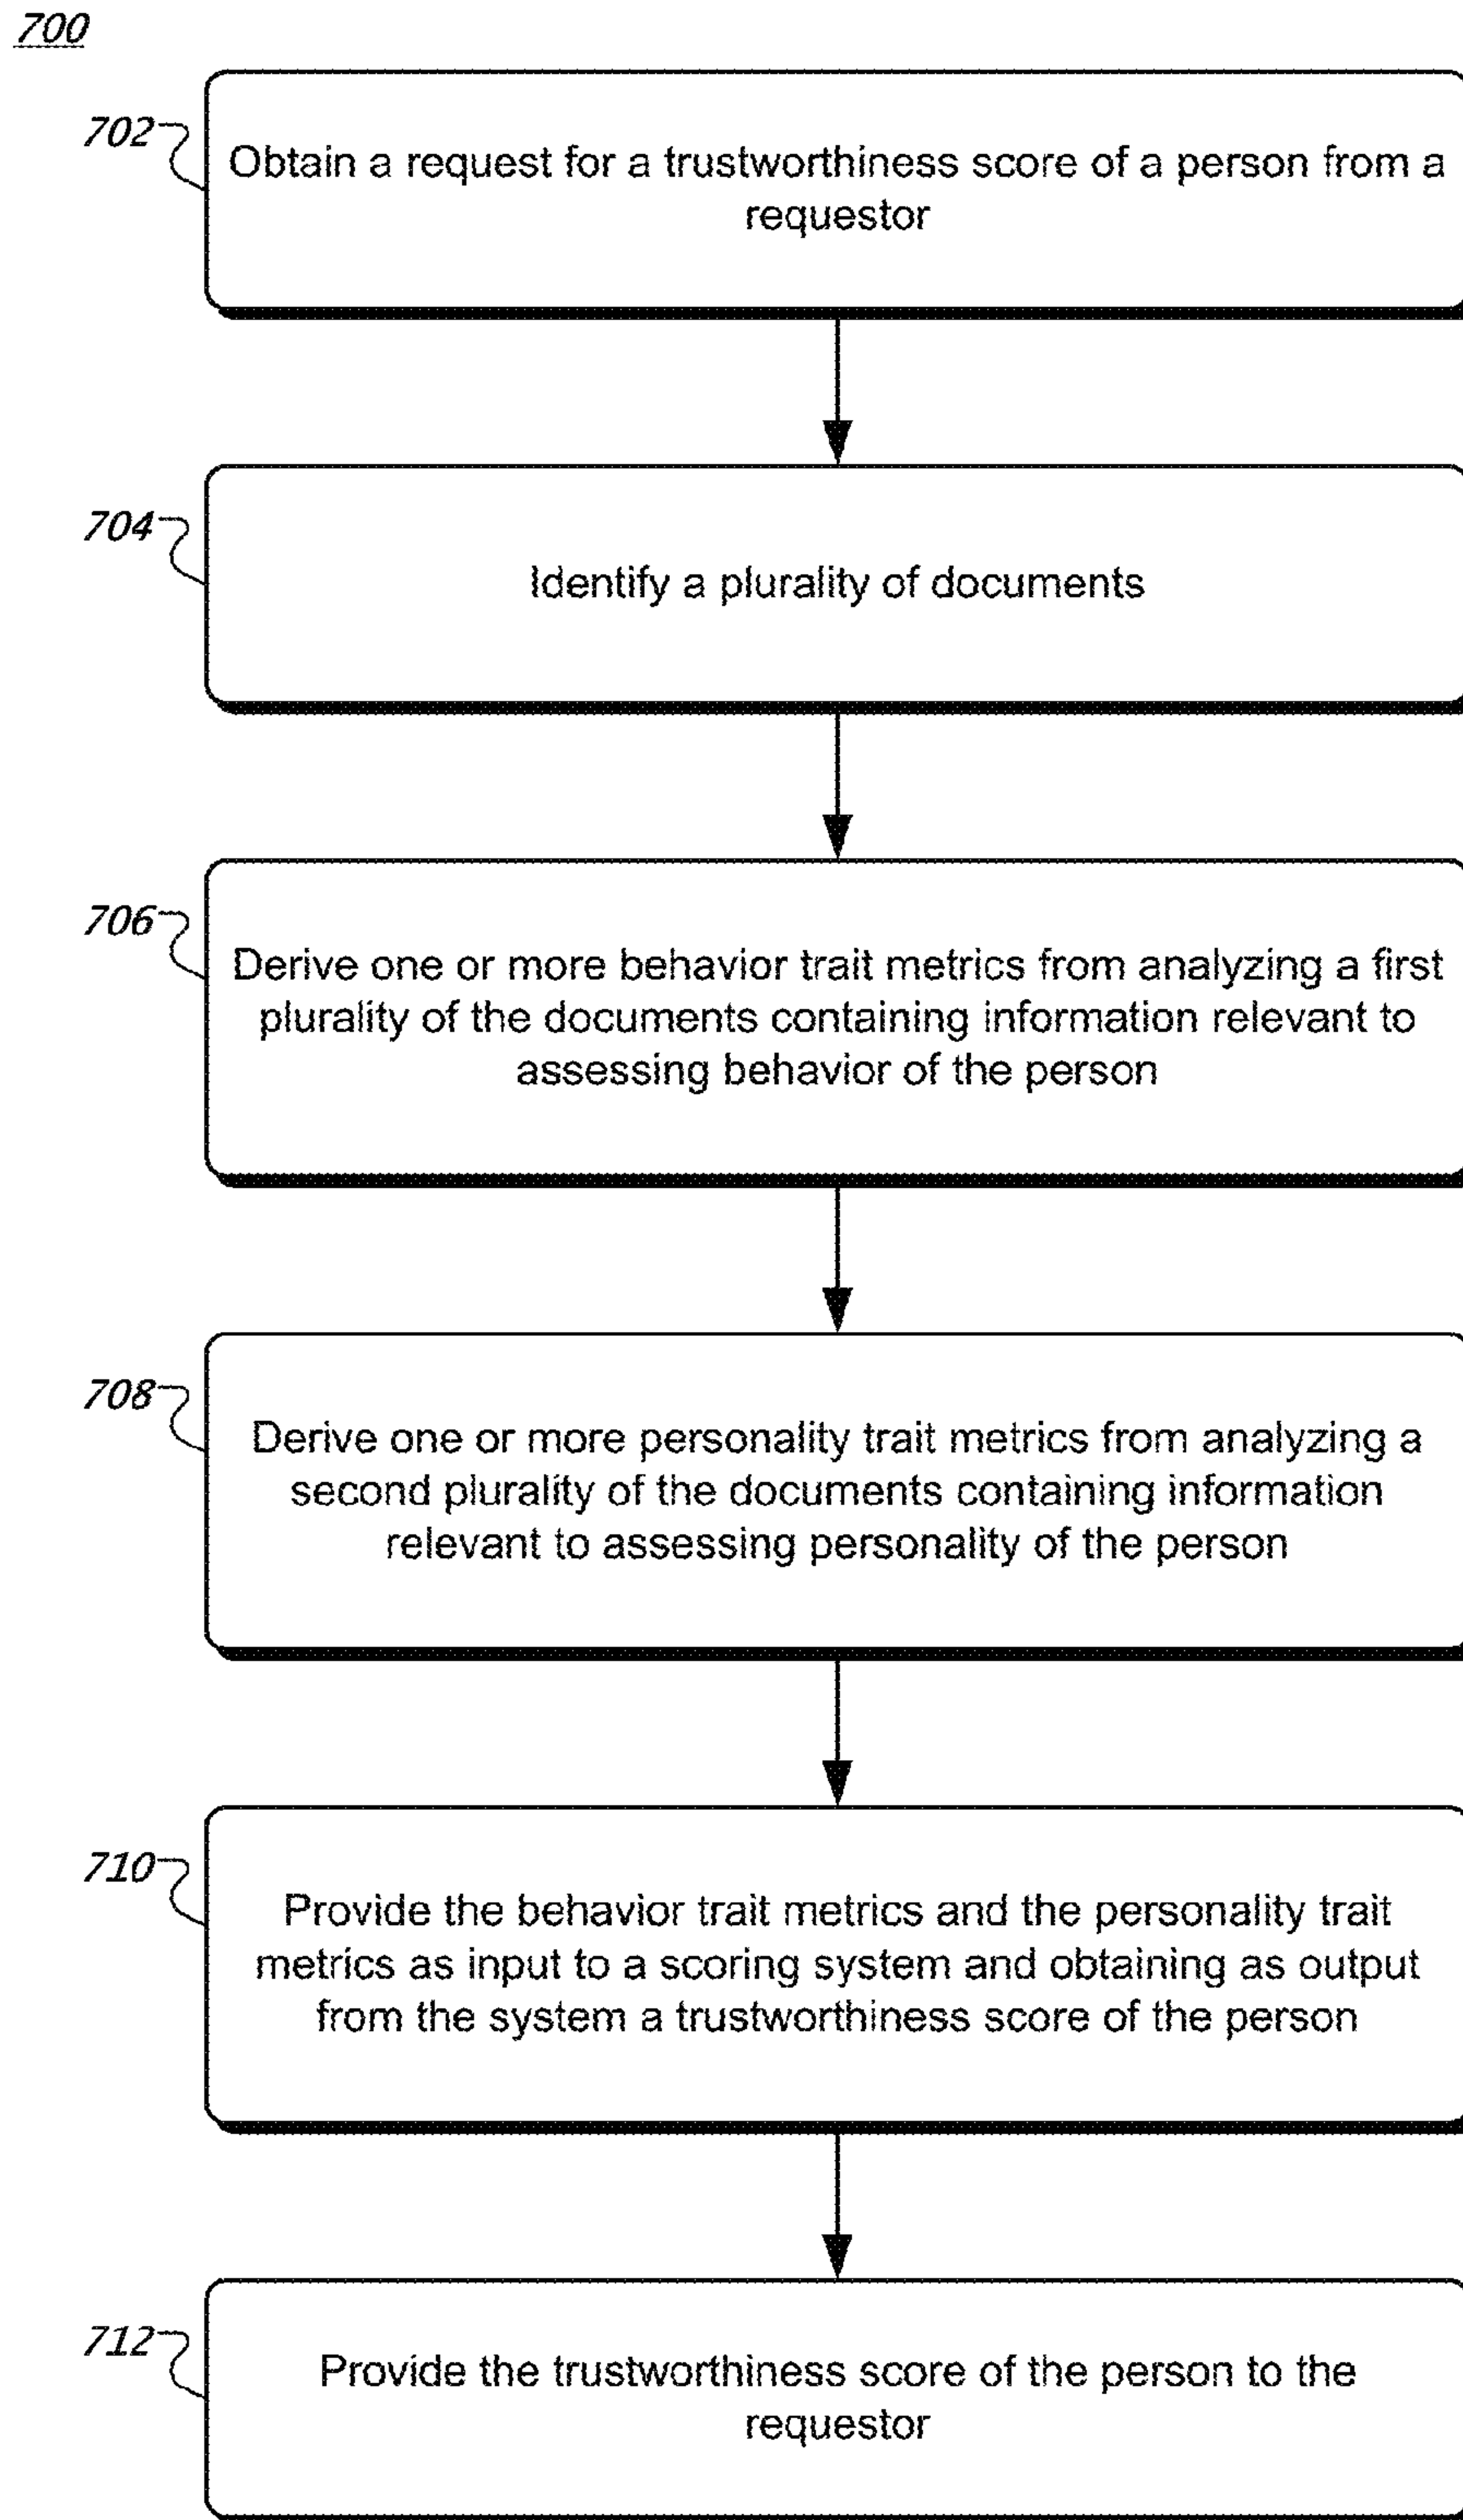 700
702
Obtain a request for a trustworthiness score of a person from a
requestor
704
Identify a plurality of documents
706
Derive one or more behavior trait metrics from analyzing a first
plurality of the documents containing information relevant to
assessing behavior of the person
708
Derive one or more personality trait metrics from analyzing a
second plurality of the documents containing information
relevant to assessing personality of the person
710
Provide the behavior trait metrics and the personality trait
metrics as input to a scoring system and obtaining as output
from the system a trustworthiness score of the person
712
Provide the trustworthiness score of the person to the
requestor